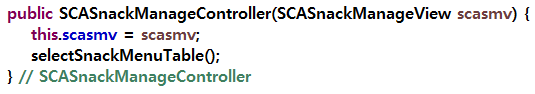 public SCASnackManageController(SCASnackManageView scasmv) {
this.scasmv = scasmv;
selectSnackMenuTable();
} // SCASnackManageController